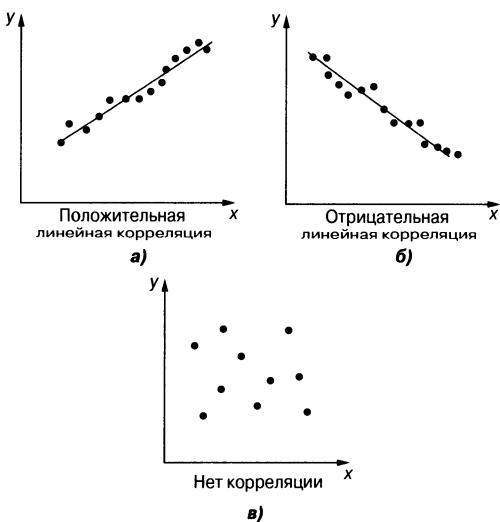 y
x
Положительная
линейная корреляция
а)
y
x
Отрицательная
линейная корреляция
б)
y
x
Нет корреляции
в)